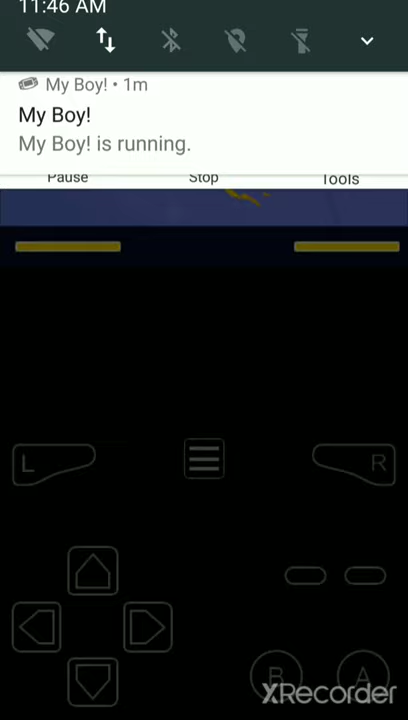 11:46 AM
My Boy! • 1m
My Boy!
My Boy! is running.
Pause Stop Tools
L R
B A
XRecorder